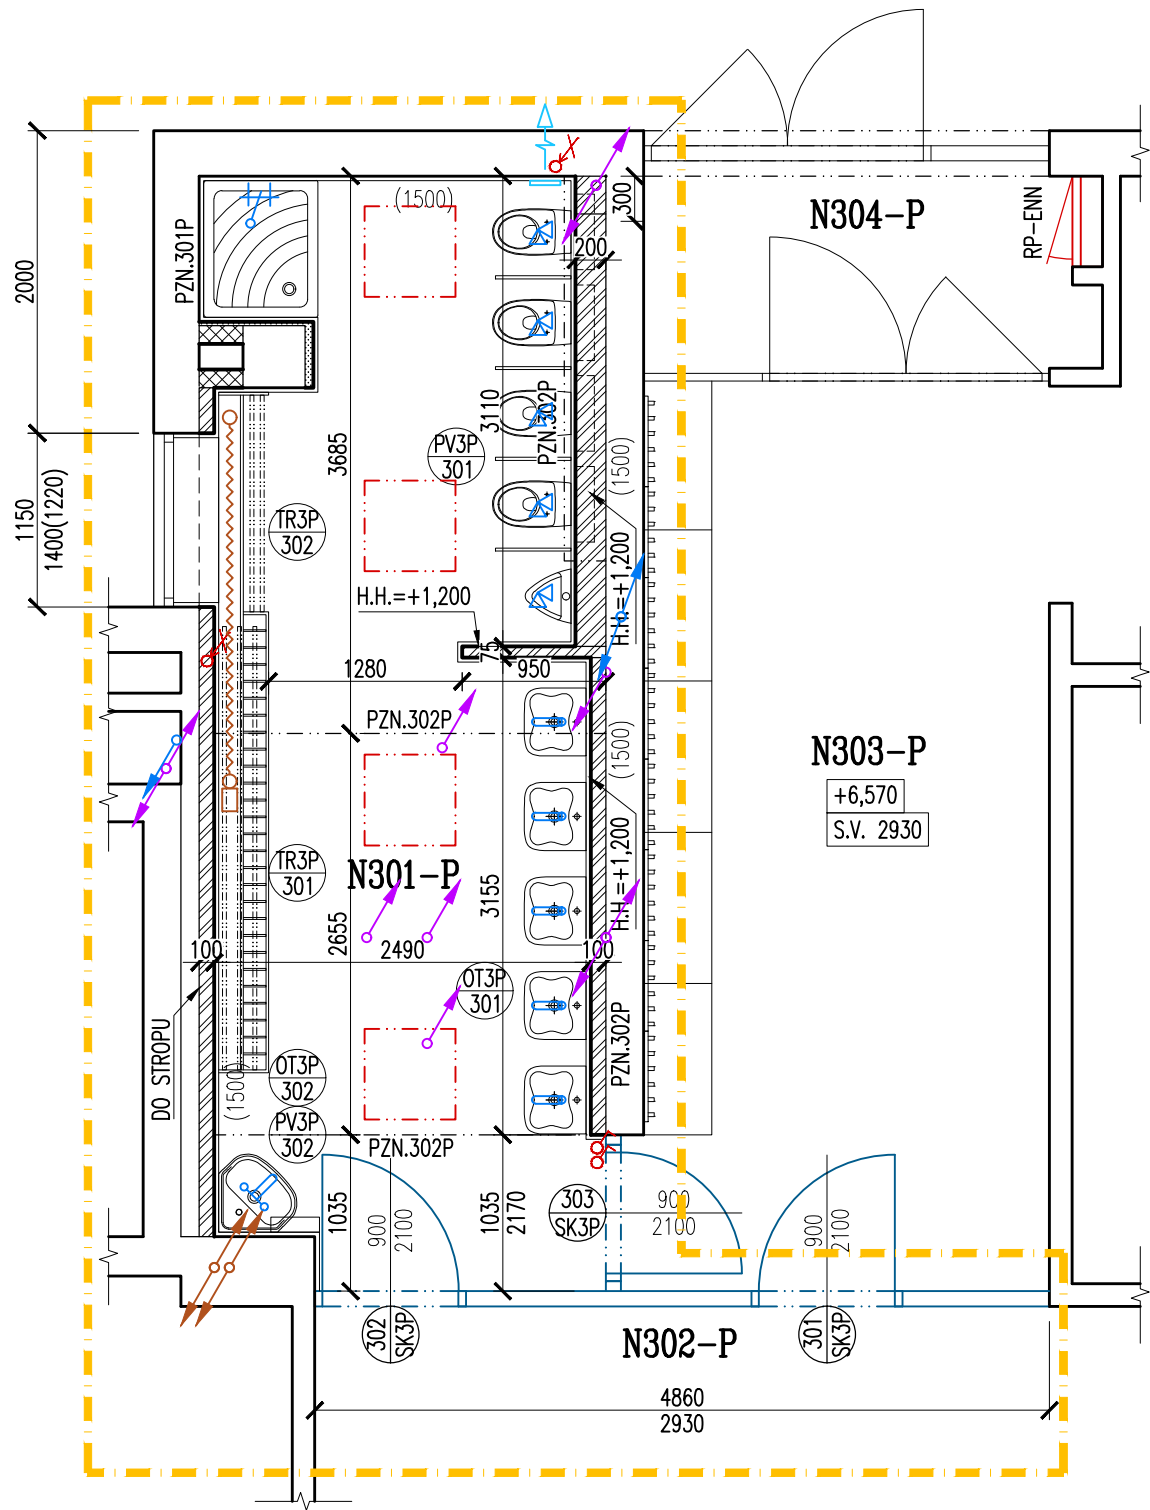 N304-P
RP-ENN
300
200
(1500)
PZN.301P
2000
3110
PZN.302P
3685
PV3P
301
(1500)
1150
1400(1220)
TR3P
302
H.H.=+1,200
H.H.=+1,200
75
1280
950
PZN.302P
(1500)
N303-P
+6,570
S.V. 2930
H.H.=+1,200
TR3P
301
N301-P
3155
2655
100
2490
100
OT3P
301
DO STROPU
PZN.302P
OT3P
302
(1500)
PV3P
302
PZN.302P
1035
900
2100
1035
2170
303
SK3P
900
2100
900
2100
302
SK3P
301
SK3P
N302-P
4860
2930